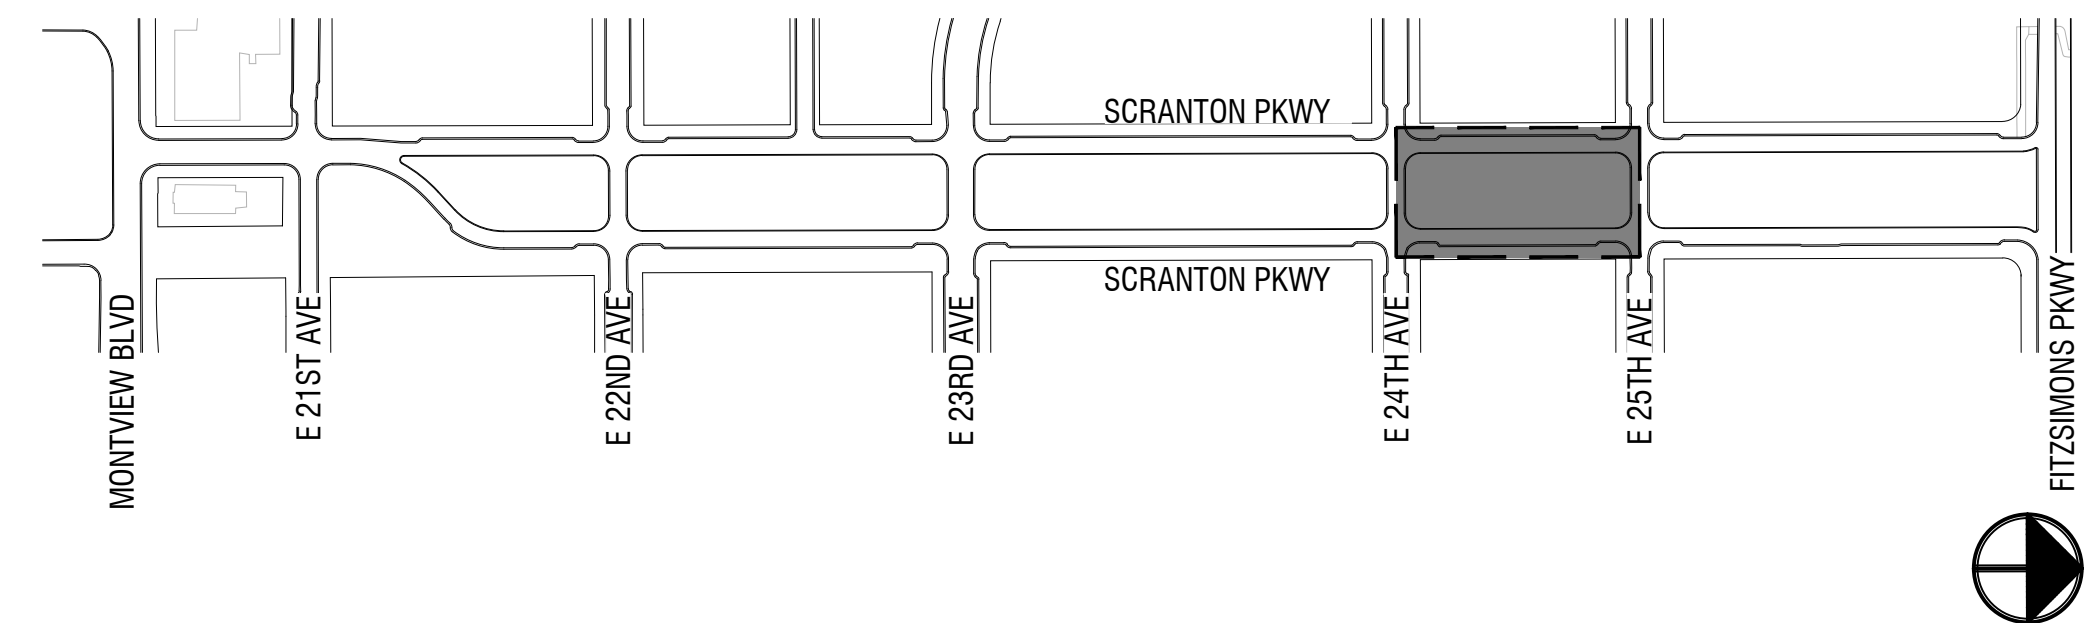 SCRANTON PKWY
SCRANTON PKWY
MONTVIEW BLVD
E 21ST AVE
E 22ND AVE
E 23RD AVE
E 24TH AVE
E 25TH AVE
FITZSIMONS PKWY